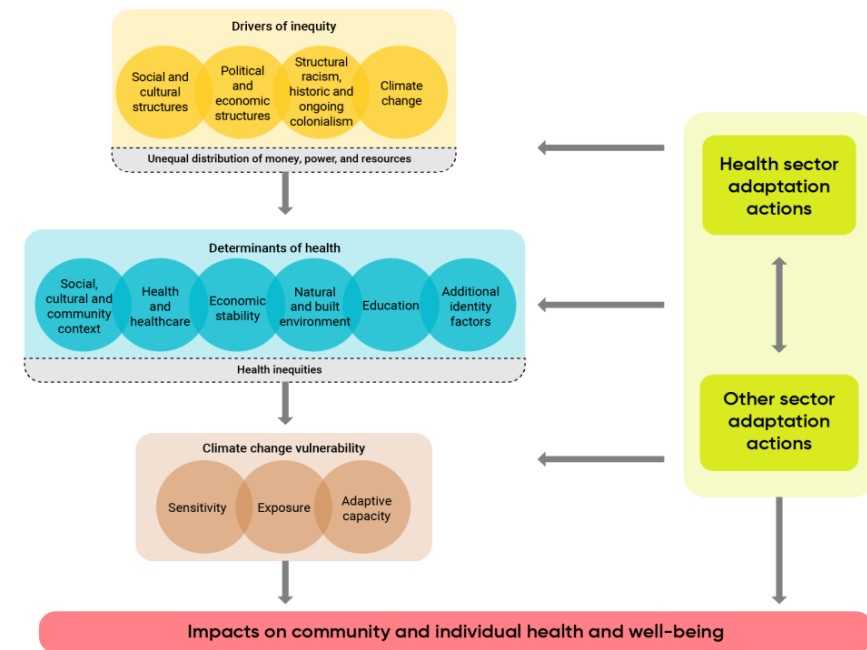 Drivers of inequity
Social and
cultural
structures
Political
and
economic
structures
Structural
racism,
historic and
ongoing
colonialism
Climate
change
Unequal distribution of money, power, and resources
Health sector
adaptation
actions
Determinants of health
Social,
cultural and
community
context
Health
and
healthcare
Economic
stability
Natural
and built
environment
Education
Additional
identity
factors
Health inequities
Other sector
adaptation
actions
Climate change vulnerability
Sensitivity
Exposure
Adaptive
capacity
Impacts on community and individual health and well-being